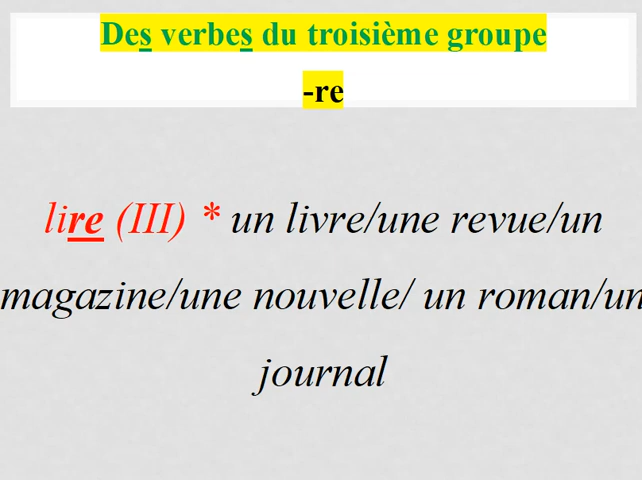 Des verbes du troisième groupe
-re
lire (III) * un livre/une revue/un
magazine/une nouvelle/ un roman/un
journal